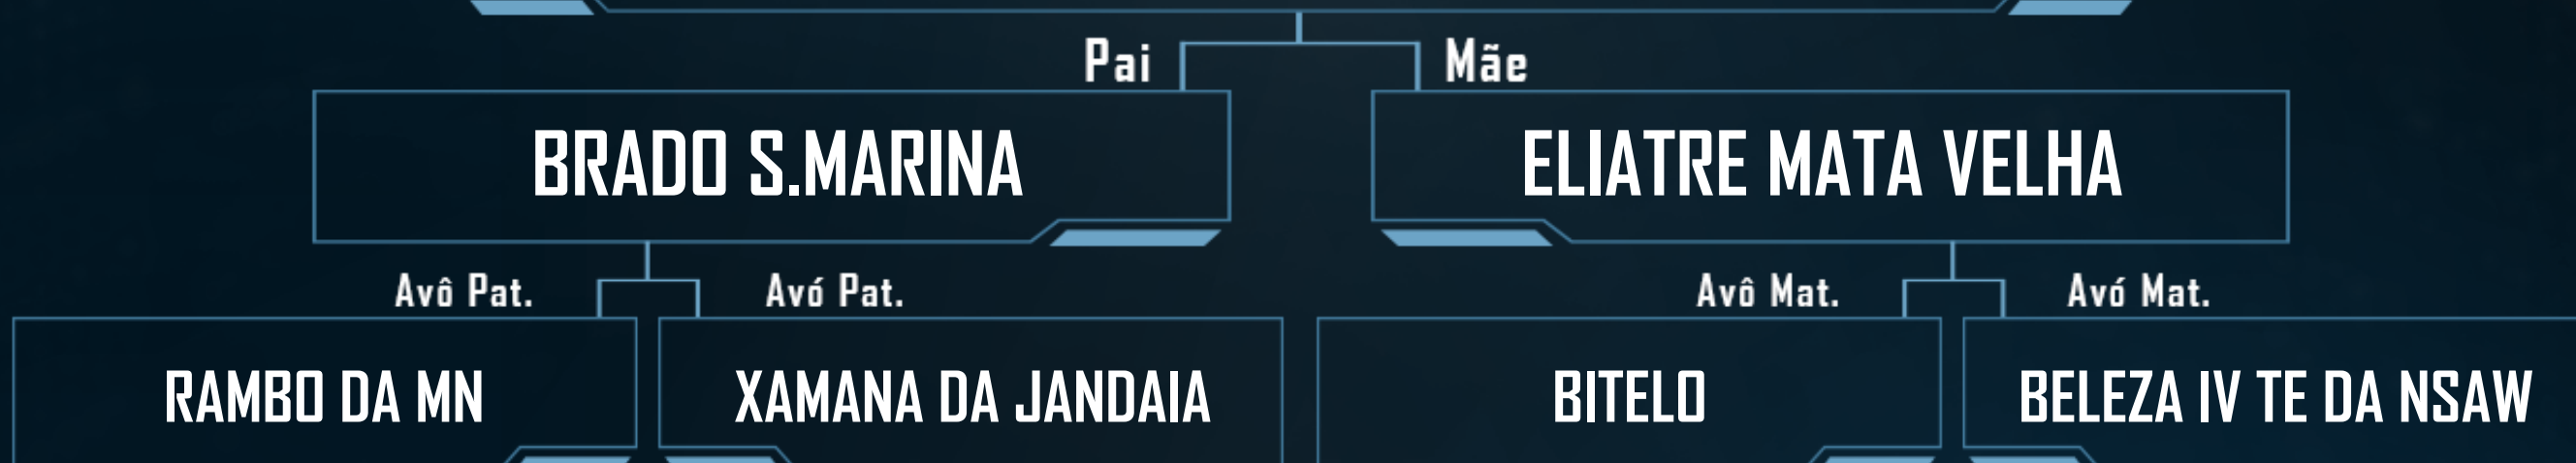 Pai Mãe
BRADO S.MARINA ELIATRE MATA VELHA
Avô Pat. Avó Pat. Avô Mat. Avó Mat.
RAMBO DA MN XAMANA DA JANDAIA BITELO BELEZA IV TE DA NSAW